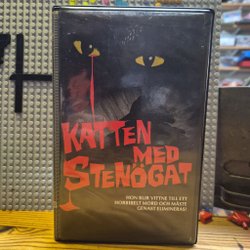 KATTEN
MED
STENÖGAT
HON BLIR VITTNE TILL ETT
HORRIBELT MORD OCH MÅSTE
GENAST ELIMINERAS!